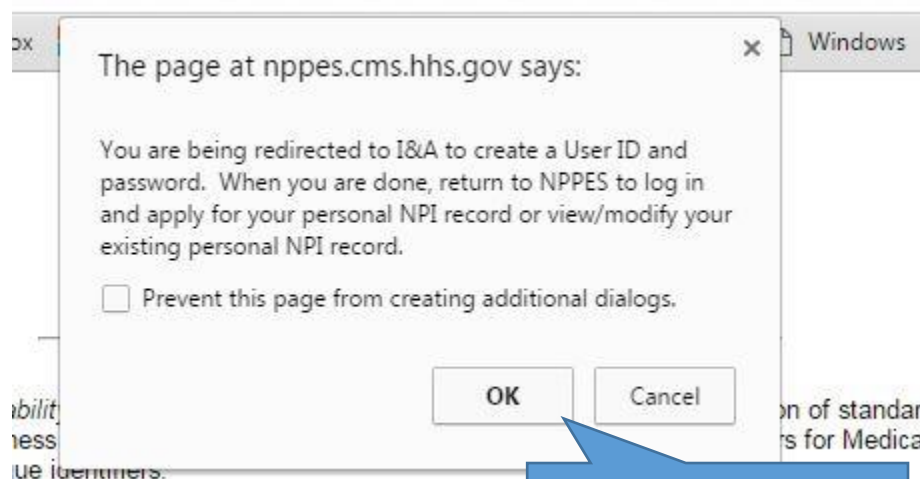 Windows
The page at nppes.cms.hhs.gov says:
You are being redirected to I&A to create a User ID and
password. When you are done, return to NPPES to log in
and apply for your personal NPI record or view/modify your
existing personal NPI record.
Prevent this page from creating additional dialogs.
OK Cancel
on of standar
rs for Medica
ue identifiers.